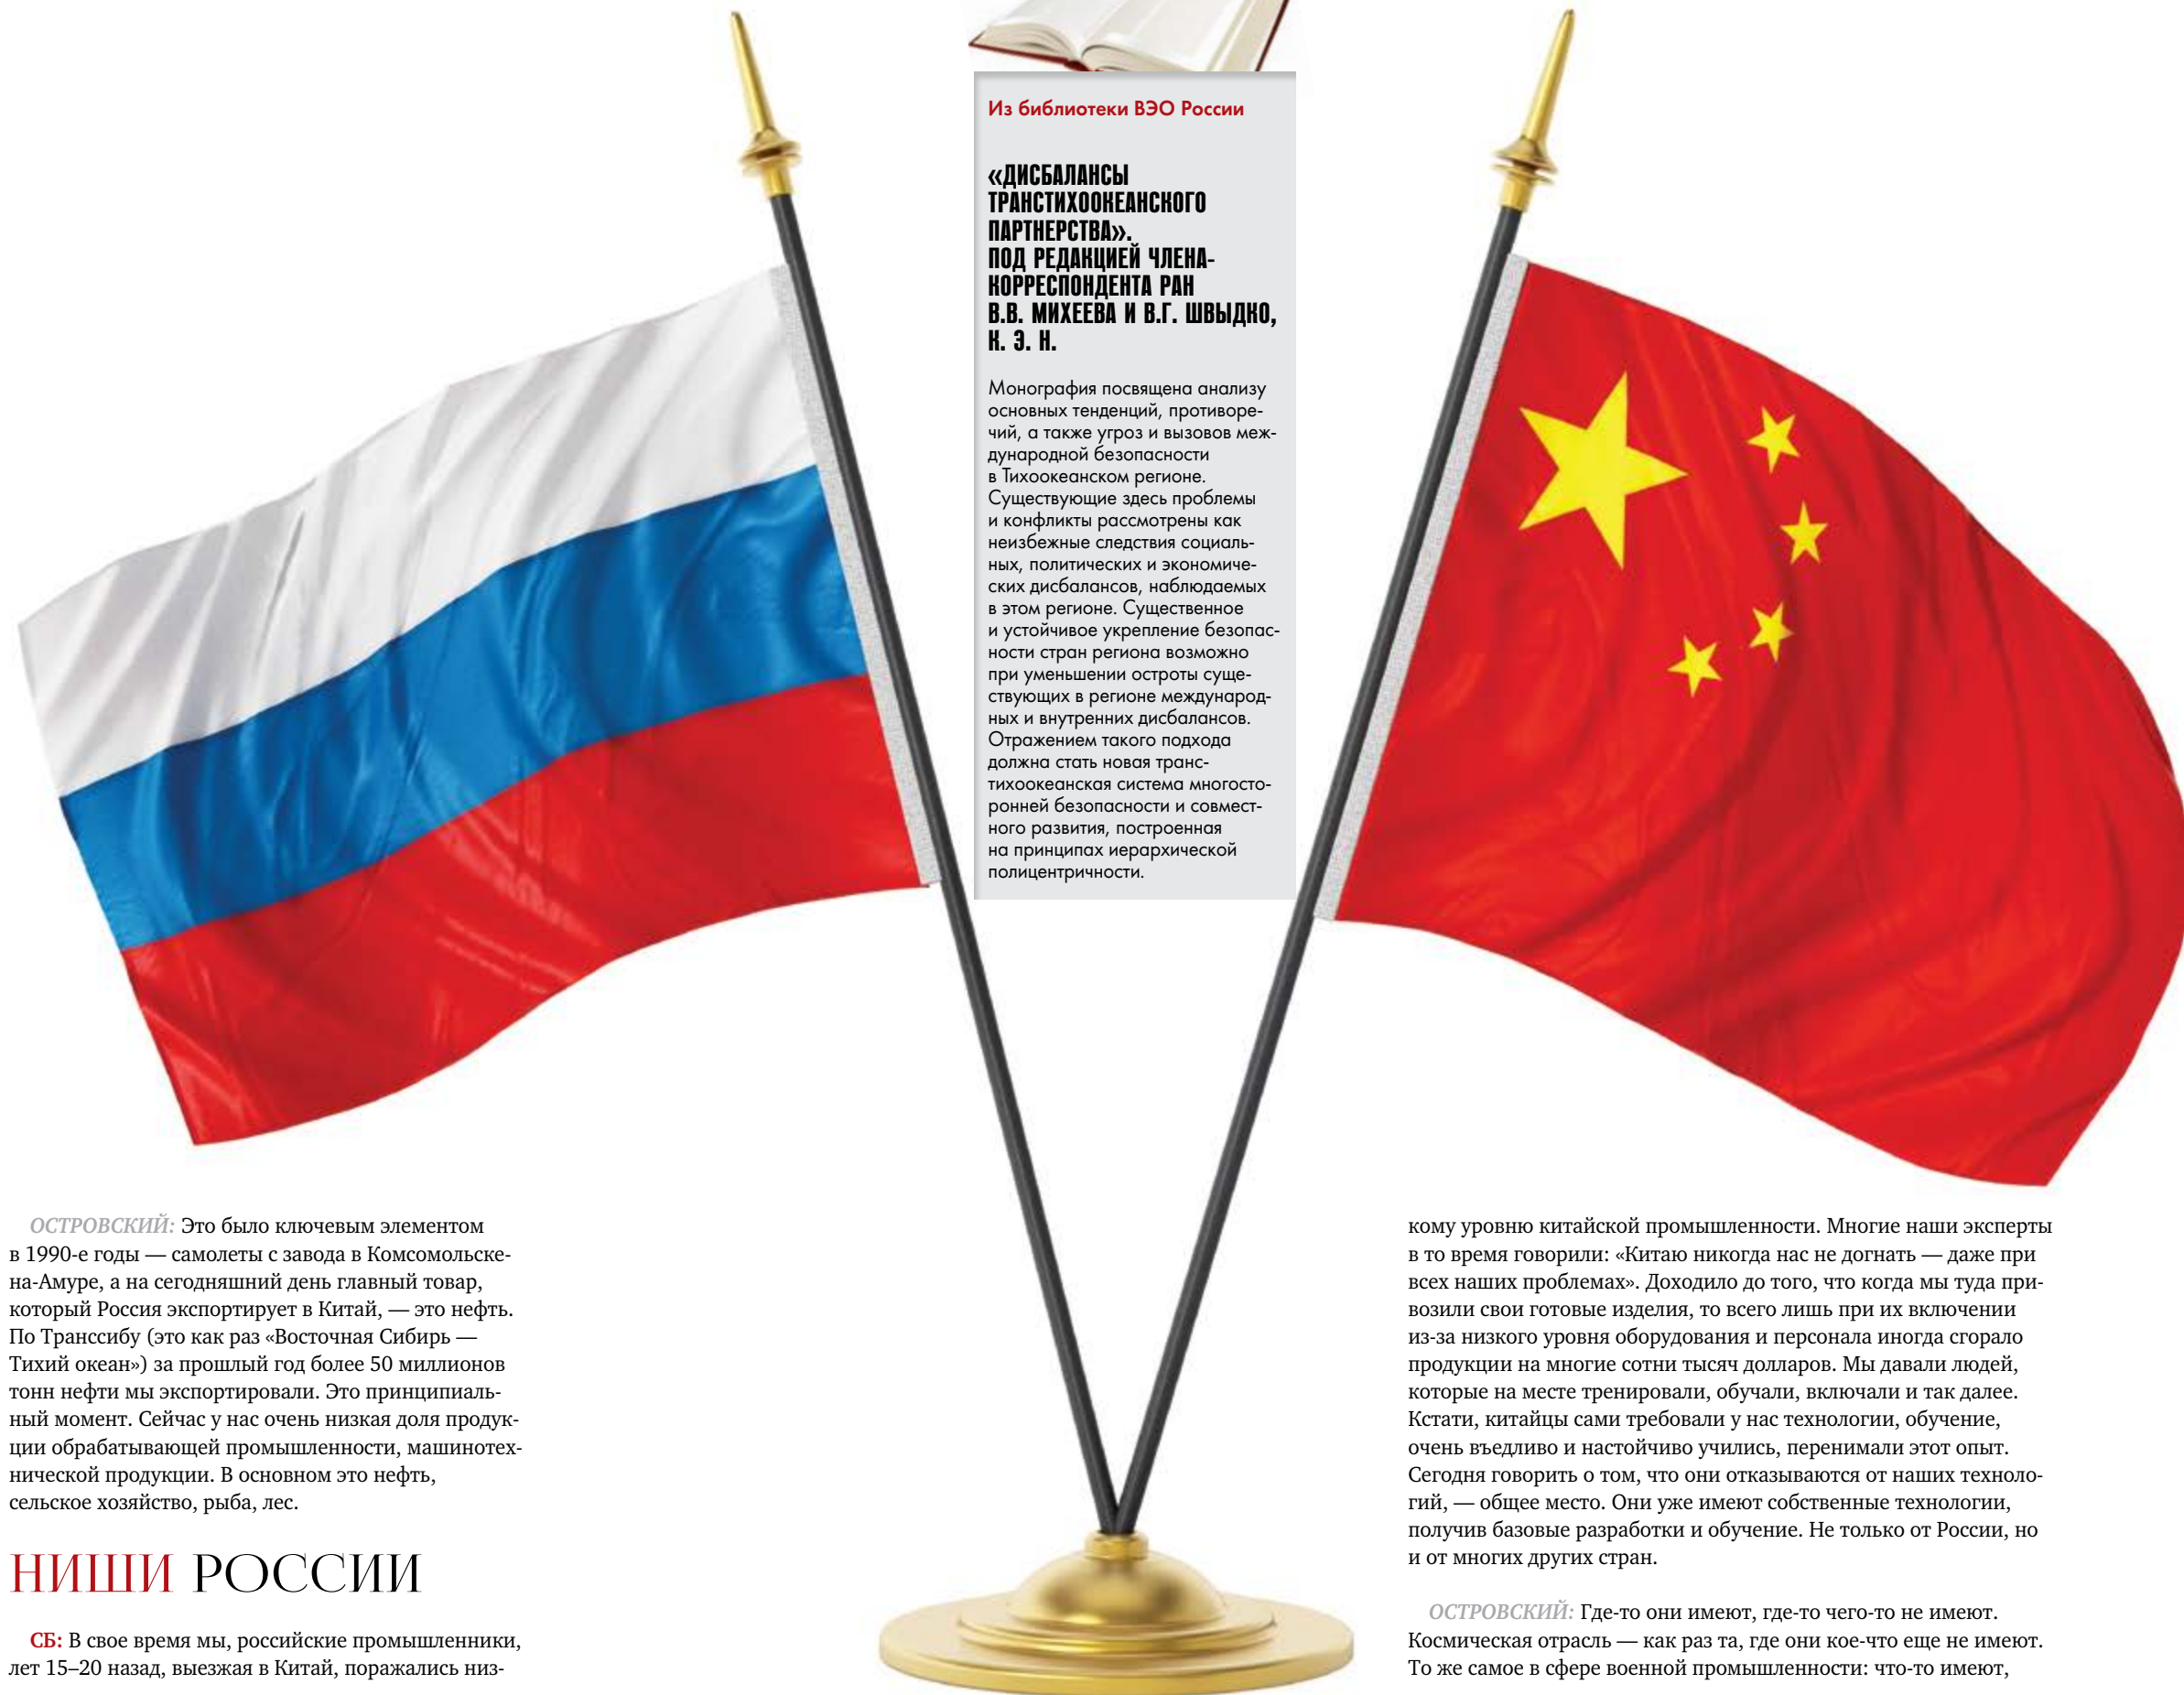 Из библиотеки ВЭО России
«ДИСБАЛАНСЫ
ТРАНСТИХООКЕАНСКОГО
ПАРТНЕРСТВА».
ПОД РЕДАКЦИЕЙ ЧЛЕНА-
КОРРЕСПОНДЕНТА РАН
В.В. МИХЕЕВА И В.Г. ШВЫДКО,
К. Э. Н.
Монография посвящена анализу
основных тенденций, противоре-
чий, а также угроз и вызовов меж-
дународной безопасности
в Тихоокеанском регионе.
Существующие здесь проблемы
и конфликты рассмотрены как
неизбежные следствия социаль-
ных, политических и экономиче-
ских дисбалансов, наблюдаемых
в этом регионе. Существенное
и устойчивое укрепление безопас-
ности стран региона возможно
при уменьшении остроты суще-
ствующих в регионе международ-
ных и внутренних дисбалансов.
Отражением такого подхода
должна стать новая транс-
тихоокеанская система многосто-
ронней безопасности и совмест-
ного развития, построенная
на принципах иерархической
полицентричности.
ОСТРОВСКИЙ: Это было ключевым элементом
в 1990-е годы — самолеты с завода в Комсомольске-
на-Амуре, а на сегодняшний день главный товар,
который Россия экспортирует в Китай, — это нефть.
По Транссибу (это как раз «Восточная Сибирь —
Тихий океан») за прошлый год более 50 миллионов
тонн нефти мы экспортировали. Это принципиаль-
ный момент. Сейчас у нас очень низкая доля продук-
ции обрабатывающей промышленности, машинотех-
нической продукции. В основном это нефть,
сельское хозяйство, рыба, лес.
НИШИ РОССИИ
СБ: В свое время мы, российские промышленники,
лет 15–20 назад, выезжая в Китай, поражались низ-
кому уровню китайской промышленности. Многие наши эксперты
в то время говорили: «Китаю никогда нас не догнать — даже при
всех наших проблемах». Доходило до того, что когда мы туда при-
возили свои готовые изделия, то всего лишь при их включении
из-за низкого уровня оборудования и персонала иногда сгорало
продукции на многие сотни тысяч долларов. Мы давали людей,
которые на месте тренировали, обучали, включали и так далее.
Кстати, китайцы сами требовали у нас технологии, обучение,
очень въедливо и настойчиво учились, перенимали этот опыт.
Сегодня говорить о том, что они отказываются от наших техноло-
гий, — общее место. Они уже имеют собственные технологии,
получив базовые разработки и обучение. Не только от России, но
и от многих других стран.
ОСТРОВСКИЙ: Где-то они имеют, где-то чего-то не имеют.
Космическая отрасль — как раз та, где они кое-что еще не имеют.
То же самое в сфере военной промышленности: что-то имеют,